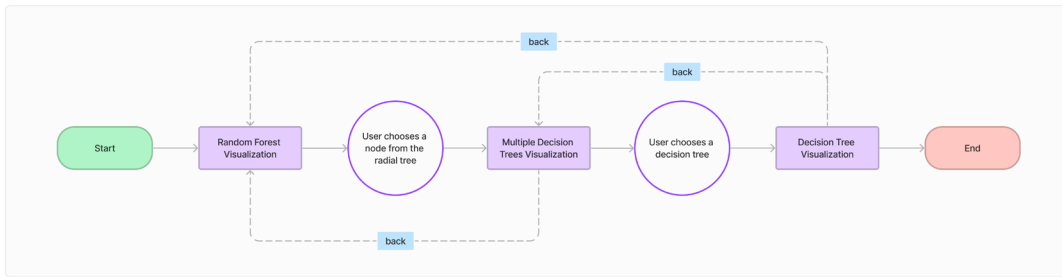 back
back
Start
Random Forest
Visualization
User chooses a
node from the
radial tree
Multiple Decision
Trees Visualization
User chooses a
decision tree
Decision Tree
Visualization
End
back